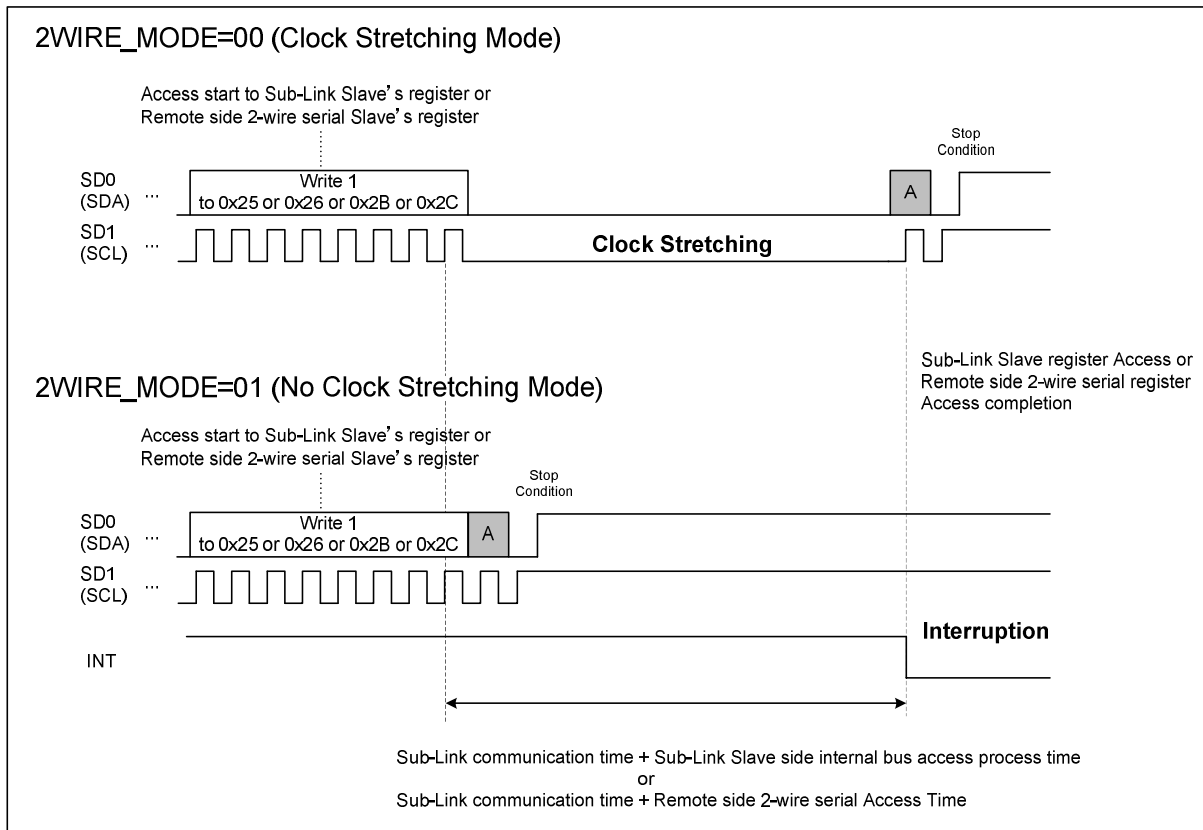 2WIRE_MODE=00 (Clock Stretching Mode)
Access start to Sub-Link Slave’s register or
Remote side 2-wire serial Slave’s register
Stop
Condition
SD0
(SDA) ...
Write 1
to 0x25 or 0x26 or 0x2B or 0x2C
A
SD1
(SCL) ...
Clock Stretching
Sub-Link Slave register Access or
Remote side 2-wire serial register
Access completion
2WIRE_MODE=01 (No Clock Stretching Mode)
Access start to Sub-Link Slave’s register or
Remote side 2-wire serial Slave’s register
Stop
Condition
SD0
(SDA) ...
Write 1
to 0x25 or 0x26 or 0x2B or 0x2C
A
SD1
(SCL) ...
Interruption
INT
Sub-Link communication time + Sub-Link Slave side internal bus access process time
or
Sub-Link communication time + Remote side 2-wire serial Access Time